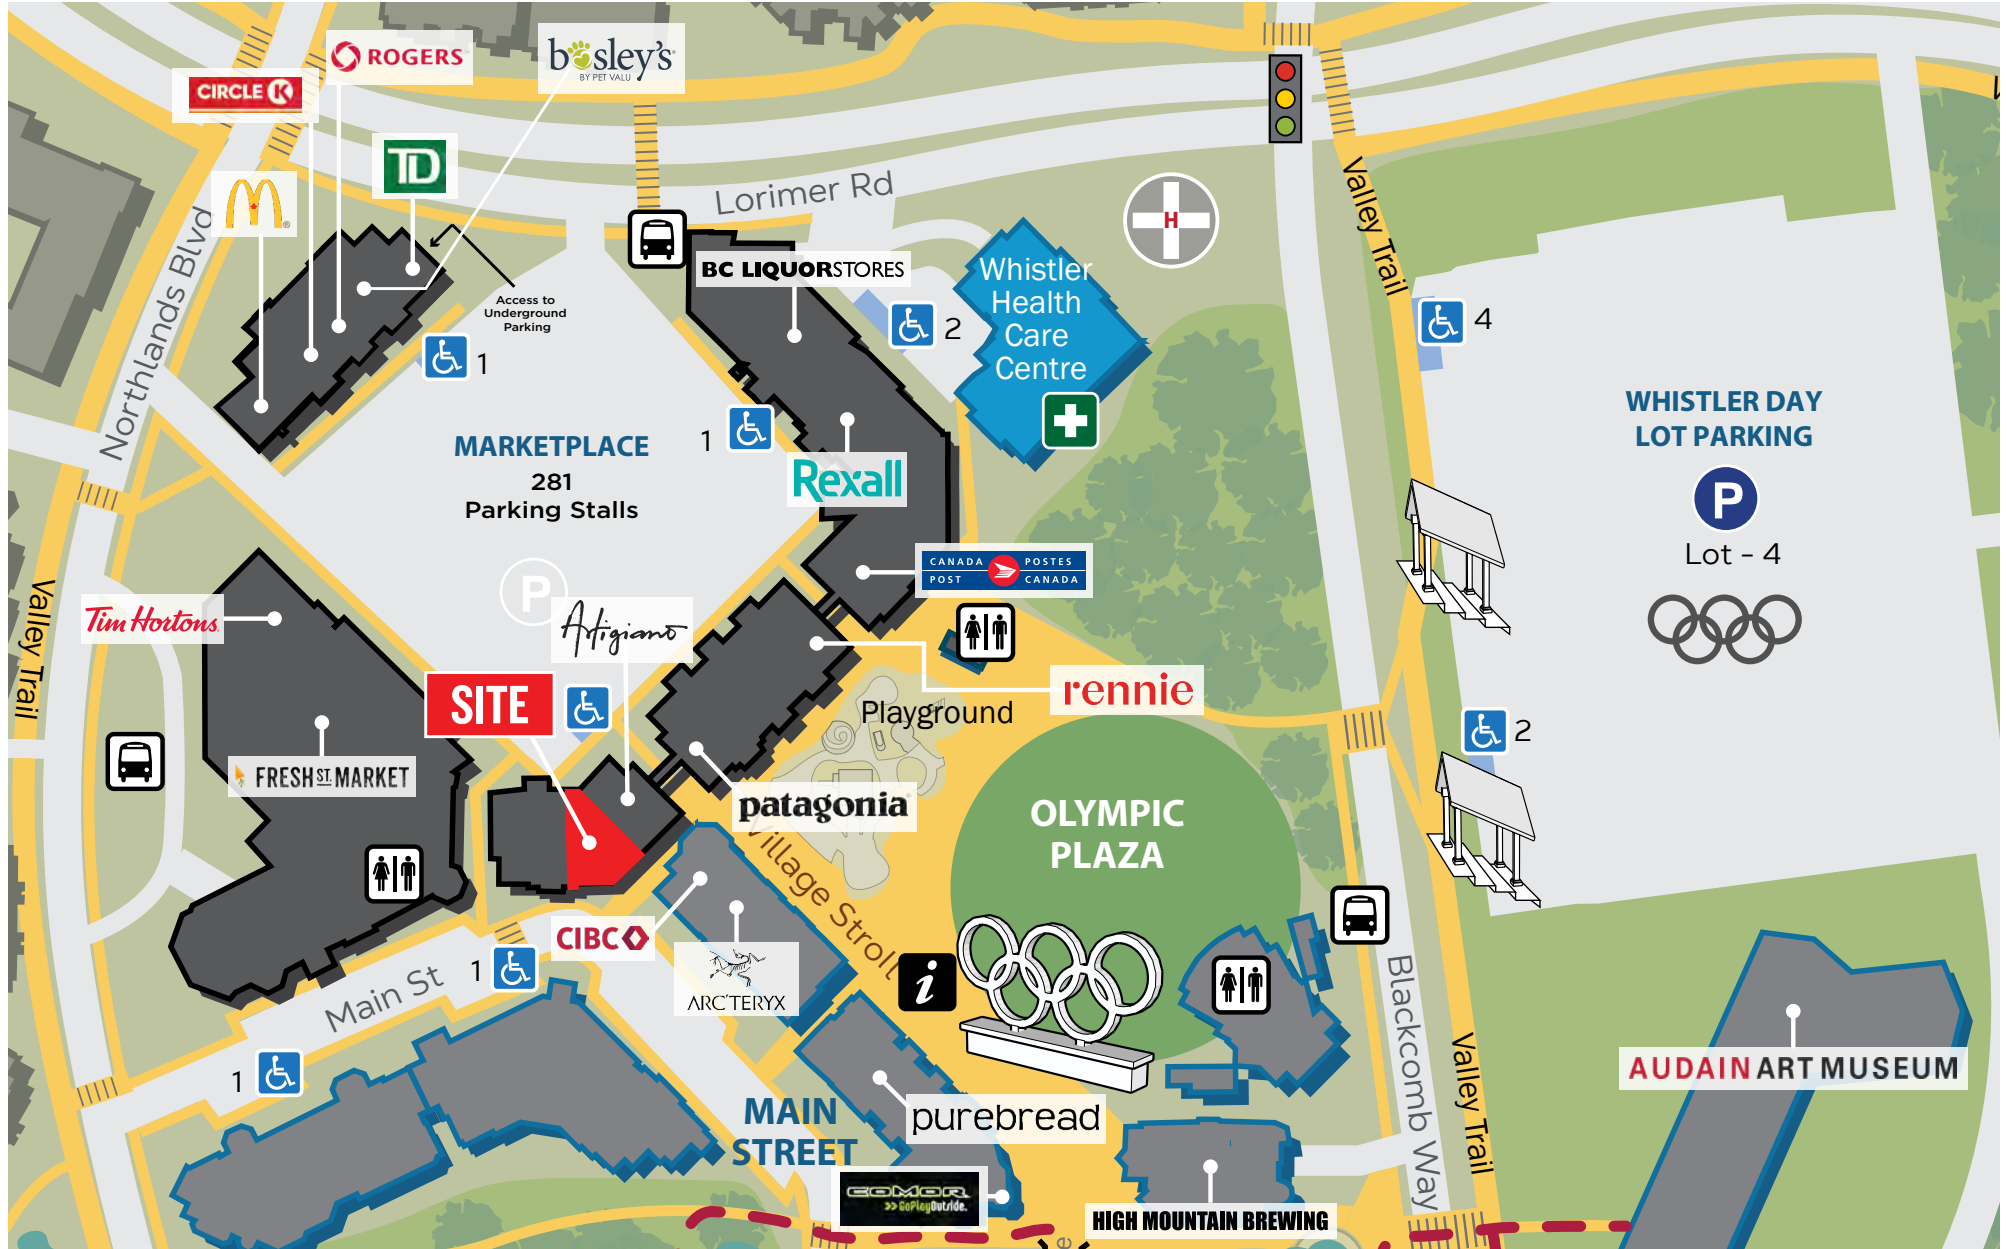 ROGERS
bosley's
BY PET VALU
CIRCLE K
TD
Lorimer Rd
Valley Trail
H
M
Northlands Blvd
BC LIQUORSTORES
Whistler
Health
Care
Centre
Access to
Underground
Parking
1
2
4
WHISTLER DAY
LOT PARKING
P
Lot - 4
MARKETPLACE
281
Parking Stalls
1
Rexall
CANADA POSTES
POST CANADA
P
Valley Trail
Tim Hortons
Artigiano
SITE
rennie
Playground
2
FRESH ST. MARKET
patagonia
OLYMPIC
PLAZA
Village Stroll
CIBC
ARC'TERYX
i
Main St
1
1
Blackcomb Way
Valley Trail
AUDAIN ART MUSEUM
MAIN
STREET
purebread
COMOR
>> GoPlayOutside.
HIGH MOUNTAIN BREWING